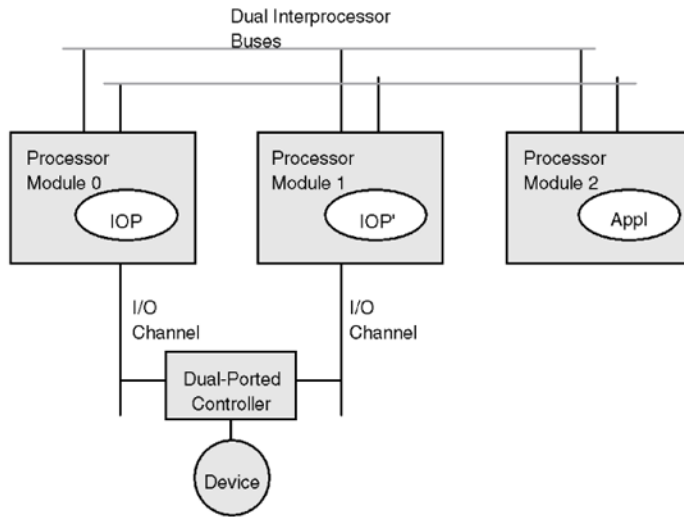 Dual Interprocessor
Buses
Processor
Module 0
IOP
Processor
Module 1
IOP'
Processor
Module 2
Appl
I/O
Channel
I/O
Channel
Dual-Ported
Controller
Device